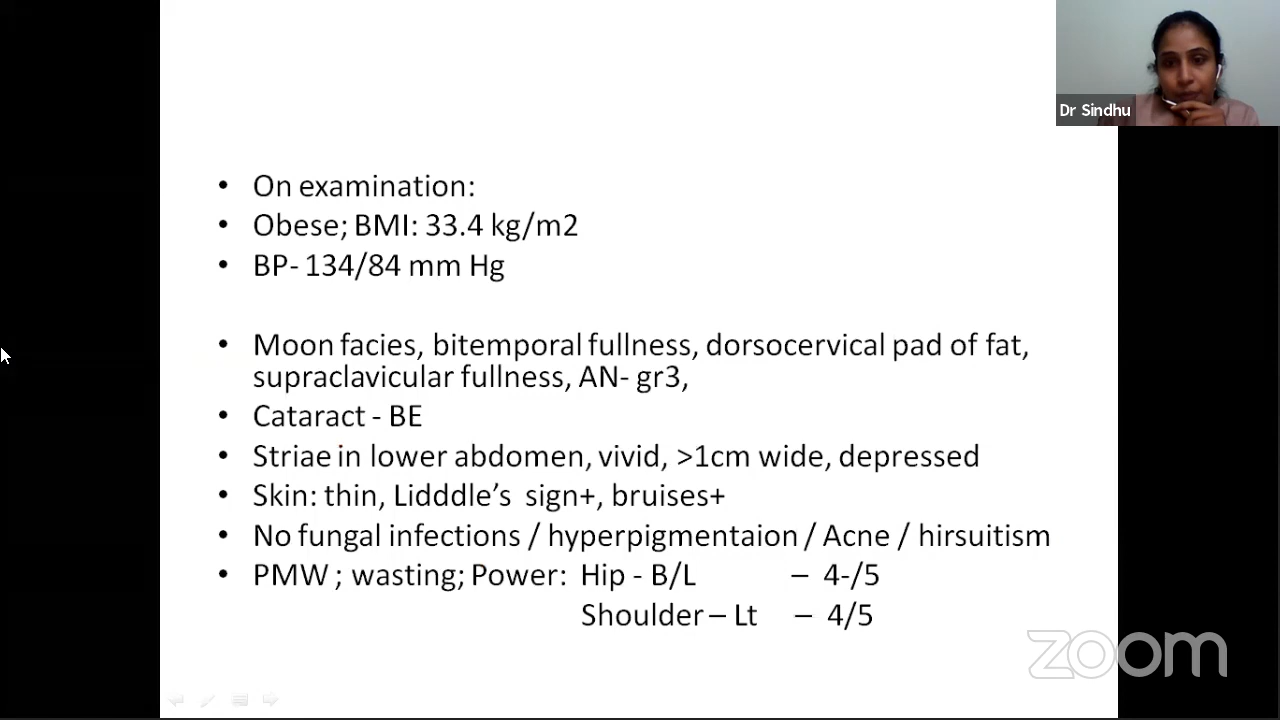 Dr Sindhu
• On examination:
• Obese; BMI: 33.4 kg/m2
• BP- 134/84 mm Hg
• Moon facies, bitemporal fullness, dorsocervical pad of fat,
supraclavicular fullness, AN- gr3,
• Cataract - BE
• Striae in lower abdomen, vivid, >1cm wide, depressed
• Skin: thin, Lidddle’s sign+, bruises+
• No fungal infections / hyperpigmentaion / Acne / hirsuitism
• PMW ; wasting; Power: Hip - B/L – 4-/5
Shoulder – Lt – 4/5
zoom